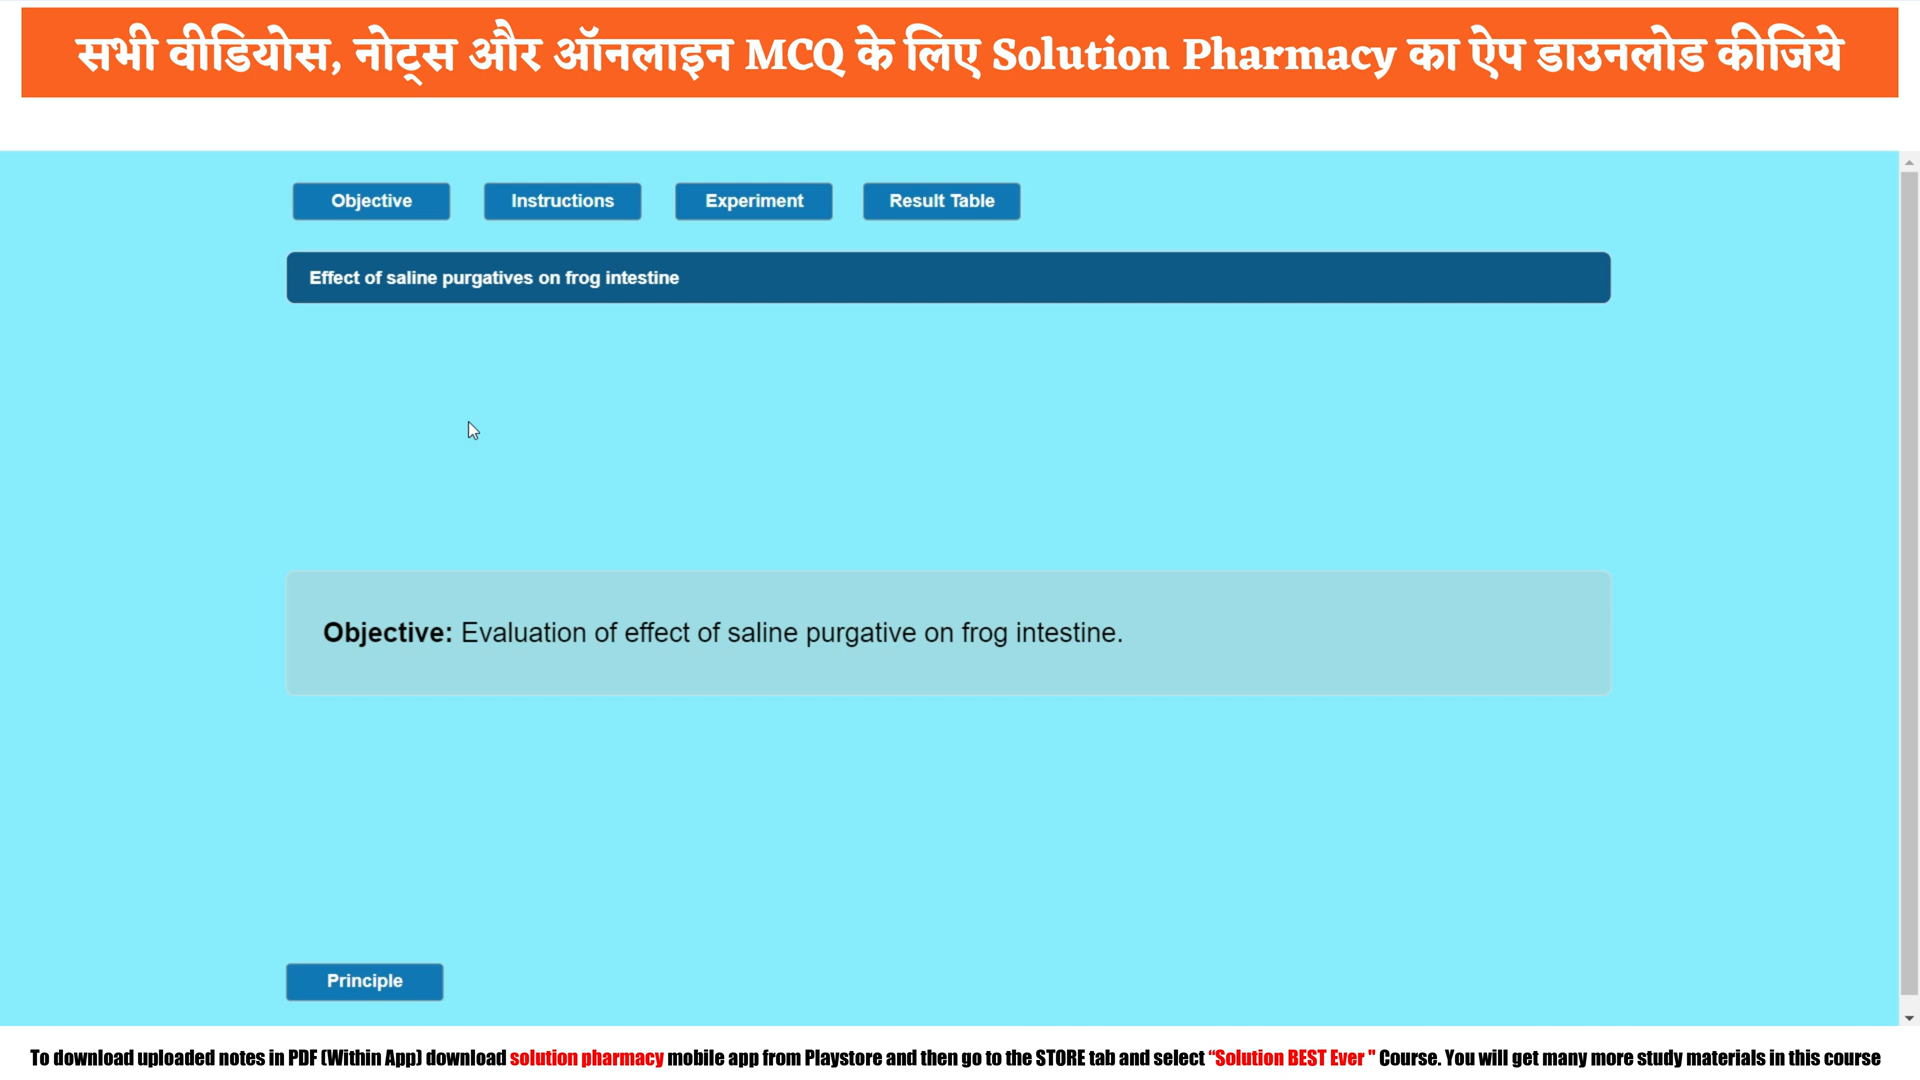 सभी वीडियोस, नोट्स और ऑनलाइन MCQ के लिए Solution Pharmacy का ऐप डाउनलोड कीजिये
Objective Instructions Experiment Result Table
Effect of saline purgatives on frog intestine
Objective: Evaluation of effect of saline purgative on frog intestine.
Principle
To download uploaded notes in PDF (Within App) download solution pharmacy mobile app from Playstore and then go to the STORE tab and select “Solution BEST Ever " Course. You will get many more study materials in this course